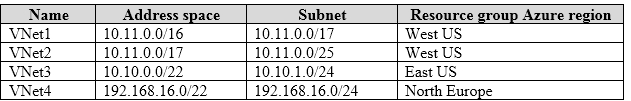 Name Address space Subnet Resource group Azure region
VNet1 10.11.0.0/16 10.11.0.0/17 West US
VNet2 10.11.0.0/17 10.11.0.0/25 West US
VNet3 10.10.0.0/22 10.10.1.0/24 East US
VNet4 192.168.16.0/22 192.168.16.0/24 North Europe